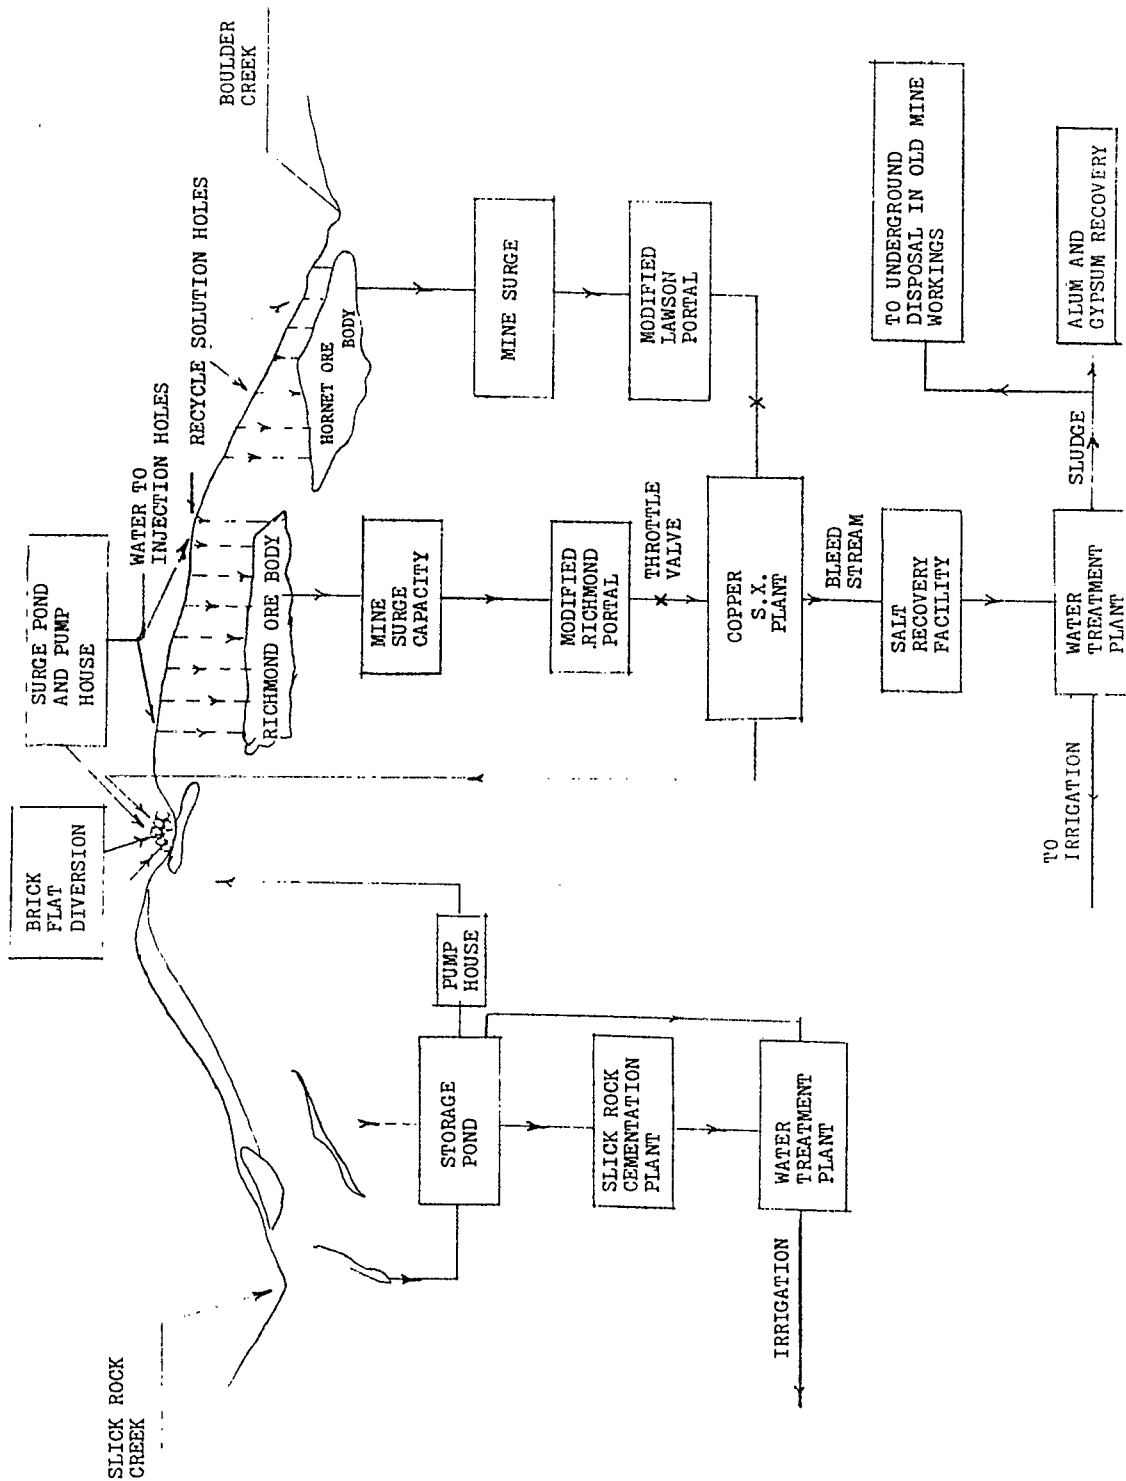 SLICK ROCK
CREEK
BRICK
FLAT
DIVERSION
SURGE POND
AND PUMP
HOUSE
WATER TO
INJECTION HOLES
RECYCLE SOLUTION HOLES
BOULDER
CREEK
RICHMOND ORE BODY
HORNET ORE
BODY
STORAGE
POND
PUMP
HOUSE
MINE
SURGE
CAPACITY
MINE SURGE
SLICK ROCK
CEMENTATION
PLANT
MODIFIED
RICHMOND
PORTAL
MODIFIED
LAWSON
PORTAL
THROTTLE
VALVE
IRRIGATION
WATER
TREATMENT
PLANT
COPPER
S.X.
PLANT
BLEED
STREAM
SALT
RECOVERY
FACILITY
TO UNDERGROUND
DISPOSAL IN OLD MINE
WORKINGS
TO
IRRIGATION
WATER
TREATMENT
PLANT
SLUDGE
ALUM AND
GYPSUM RECOVERY